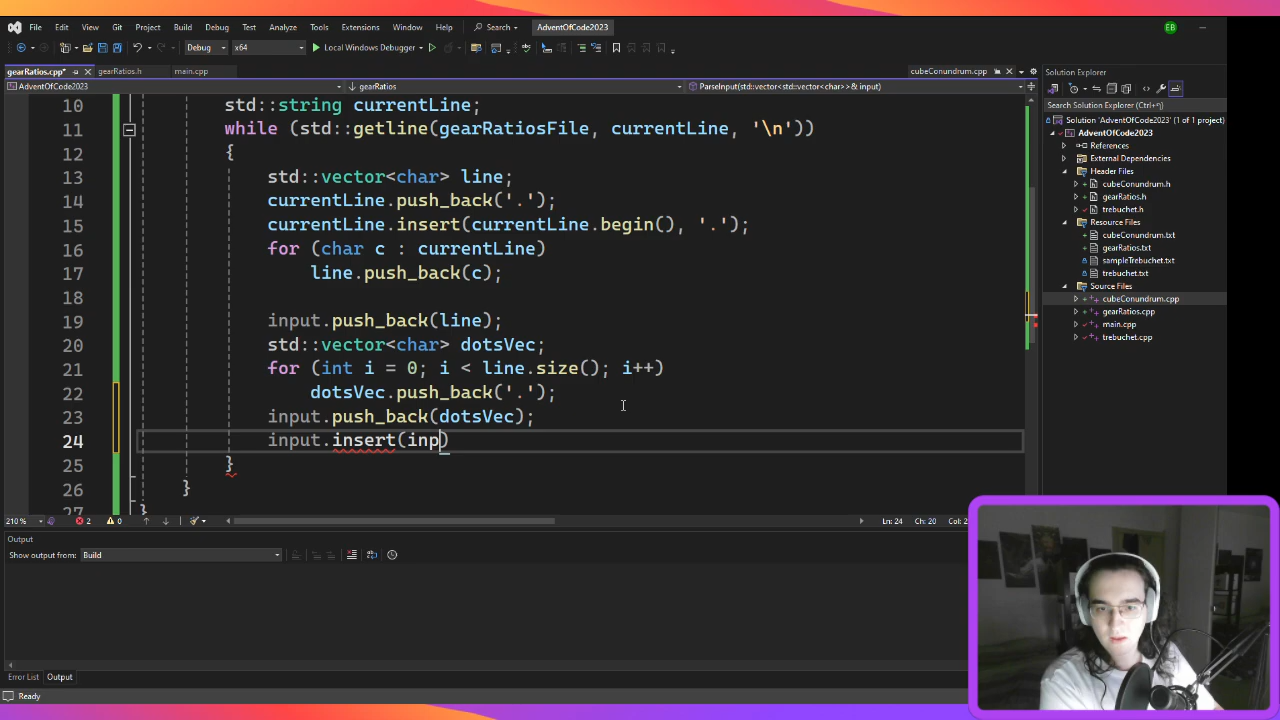 File Edit View Git Project Build Debug Test Analyze Tools Extensions Window Help Search AdventOfCode2023 EB
Debug x64 Local Windows Debugger
gearRatios.cpp* gearRatios.h main.cpp cubeConundrum.cpp Solution Explorer
AdventOfCode2023 gearRatios ParseInput(std::vector<std::vector<char>>& input)
Search Solution Explorer (Ctrl+ç)
Solution 'AdventOfCode2023' (1 of 1 project)
AdventOfCode2023
References
External Dependencies
Header Files
cubeConundrum.h
gearRatios.h
trebuchet.h
Resource Files
cubeConundrum.txt
gearRatios.txt
sampleTrebuchet.txt
trebuchet.txt
Source Files
cubeConundrum.cpp
gearRatios.cpp
main.cpp
trebuchet.cpp
10 std::string currentLine;
11 while (std::getline(gearRatiosFile, currentLine, '\n'))
12 {
13 std::vector<char> line;
14 currentLine.push_back('.');
15 currentLine.insert(currentLine.begin(), '.');
16 for (char c : currentLine)
17 line.push_back(c);
18
19 input.push_back(line);
20 std::vector<char> dotsVec;
21 for (int i = 0; i < line.size(); i++)
22 dotsVec.push_back('.');
23 input.push_back(dotsVec);
24 input.insert(inp)
25 }
26 }
27 }
210 % 2 0 Ln: 24 Ch: 20
Output
Show output from: Build
Error List Output
Ready